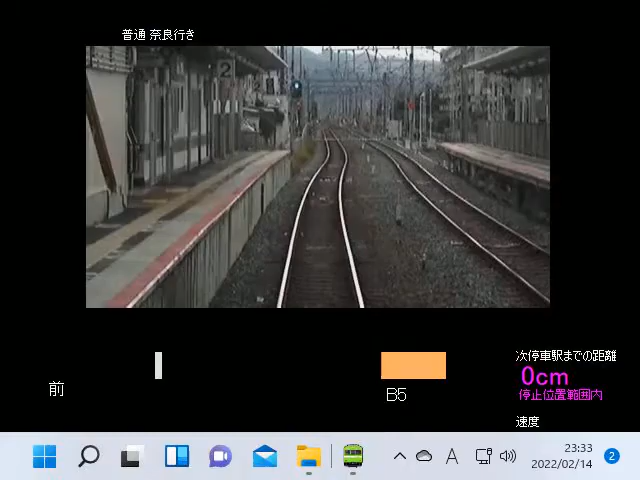 普通 奈良行き
2
次停車駅までの距離
0cm
停止位置範囲内
前
B5
速度
A
23:33
2022/02/14
2